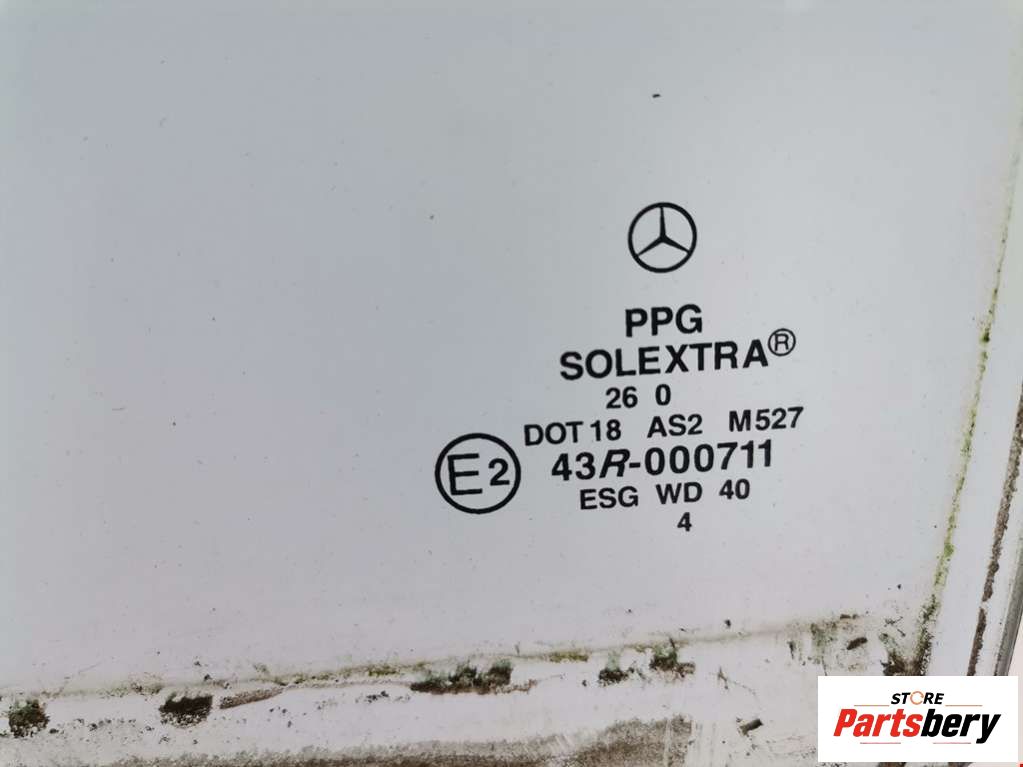 PPG
SOLEXTRA®
26 0
DOT 18 AS2 M527
E2 43R-000711
ESG WD 40
4
STORE
Partsbery